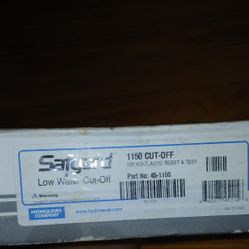 Safgard
Low Water Cut-Off
1150 CUT-OFF
120 VOLT, AUTO RESET & TEST
Part No: 45-1150
Warning
HYDROLEVEL
COMPANY
www.hydrolevel.com